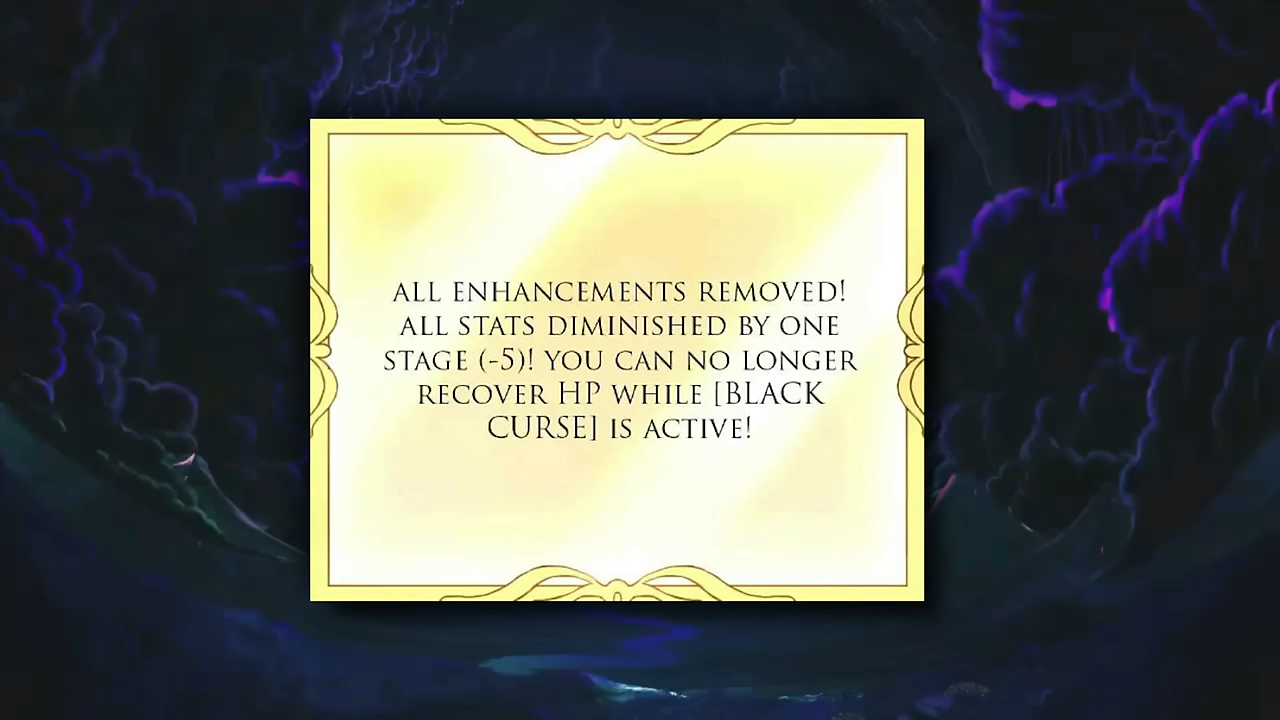 ALL ENHANCEMENTS REMOVED!
ALL STATS DIMINISHED BY ONE
STAGE (-5)! YOU CAN NO LONGER
RECOVER HP WHILE [BLACK
CURSE] IS ACTIVE!